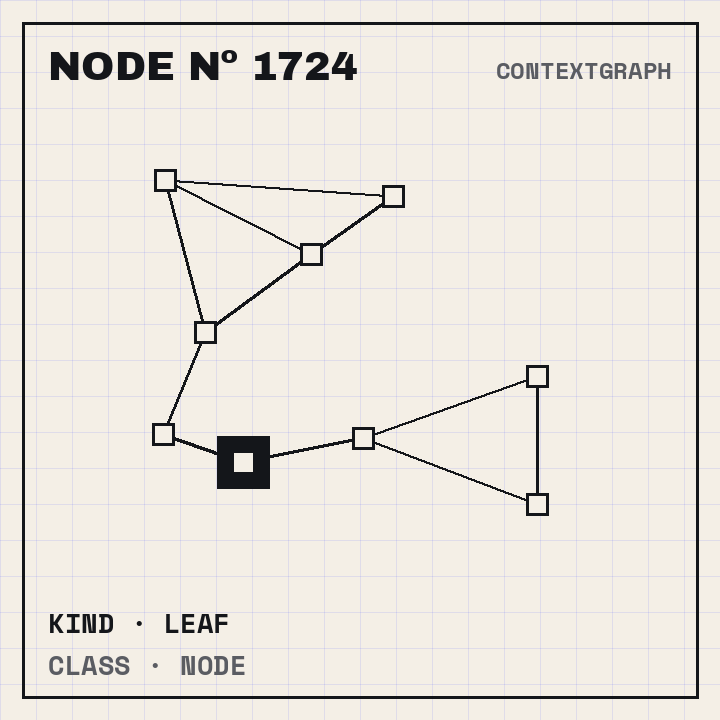 NODE Nº 1724
CONTEXTGRAPH
KIND · LEAF
CLASS · NODE